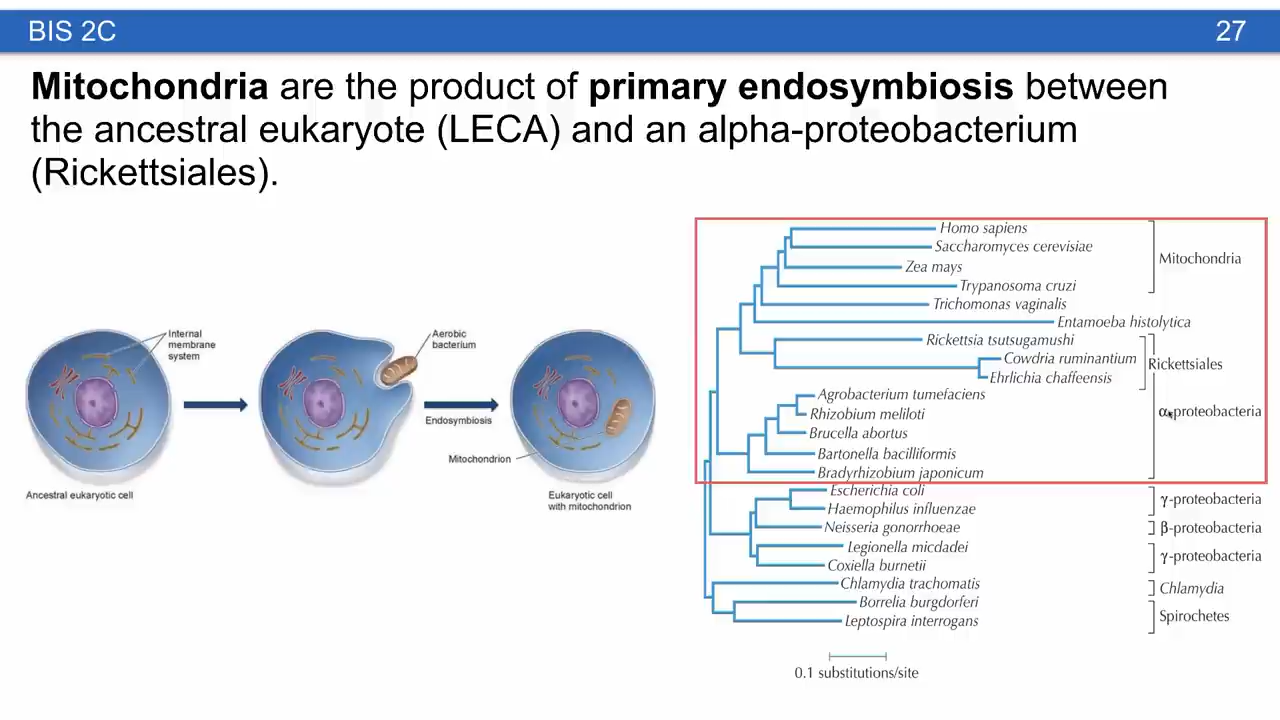 BIS 2C
27
Mitochondria are the product of primary endosymbiosis between
the ancestral eukaryote (LECA) and an alpha-proteobacterium
(Rickettsiales).
Internal
membrane
system
Ancestral eukaryotic cell
Aerobic
bacterium
Endosymbiosis
Mitochondrion
Eukaryotic cell
with mitochondrion
Homo sapiens
Saccharomyces cerevisiae
Zea mays
Trypanosoma cruzi
Mitochondria
Trichomonas vaginalis
Entamoeba histolytica
Rickettsia tsutsugamushi
Cowdria ruminantium
Ehrlichia chaffeensis
Rickettsiales
Agrobacterium tumefaciens
Rhizobium meliloti
Brucella abortus
Bartonella bacilliformis
Bradyrhizobium japonicum
α-proteobacteria
Escherichia coli
Haemophilus influenzae
γ-proteobacteria
Neisseria gonorrhoeae
β-proteobacteria
Legionella micdadei
Coxiella burnetii
γ-proteobacteria
Chlamydia trachomatis
Chlamydia
Borrelia burgdorferi
Leptospira interrogans
Spirochetes
0.1 substitutions/site